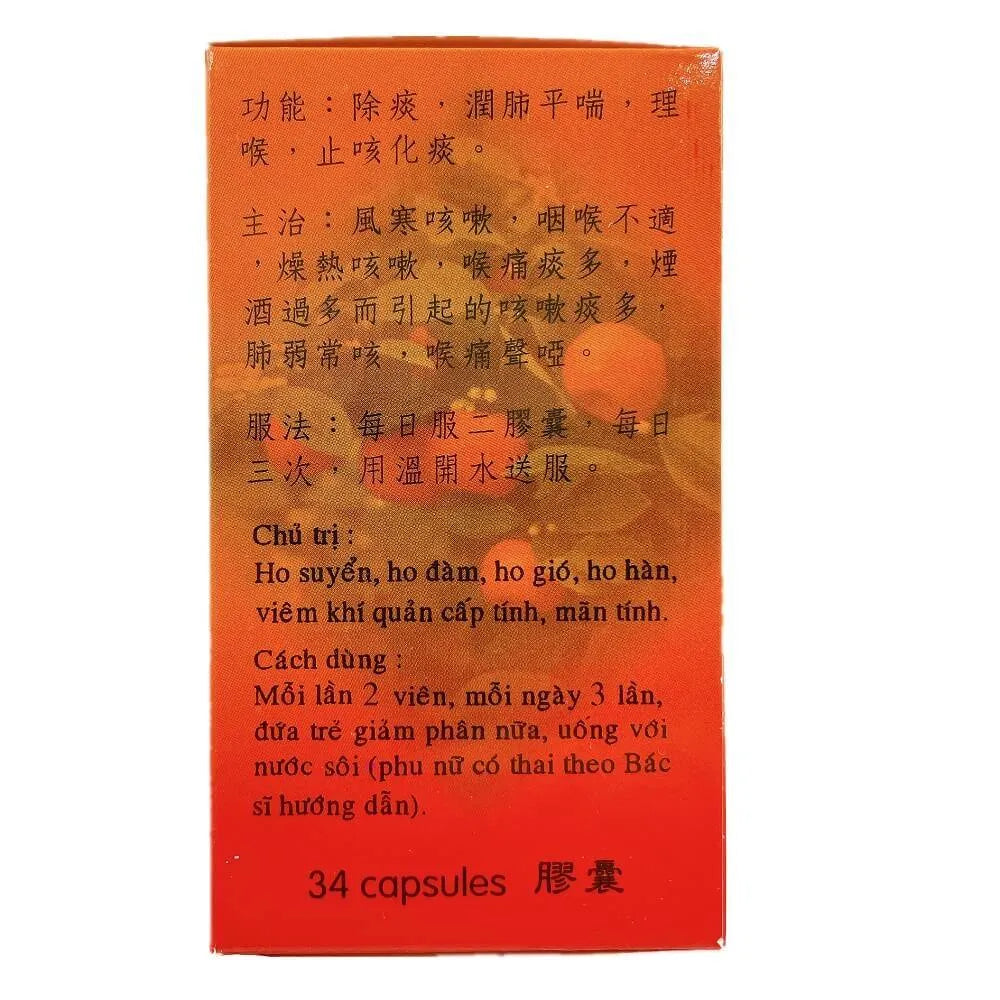 功能：除痰，潤肺平喘，理
喉，止咳化痰。
主治：風寒咳嗽，咽喉不適
，燥熱咳嗽，喉痛痰多，煙
酒過多而引起的咳嗽痰多，
肺弱常咳，喉痛聲啞。
服法：每日服二膠囊，每日
三次，用溫開水送服。
Chủ trị :
Ho suyển, ho đàm, ho gió, ho hàn,
viêm khí quản cấp tính, mãn tính.
Cách dùng :
Mỗi lần 2 viên, mỗi ngày 3 lần,
đứa trẻ giảm phân nữa, uống với
nước sôi (phu nữ có thai theo Bác
sĩ hướng dẫn).
34 capsules 膠囊